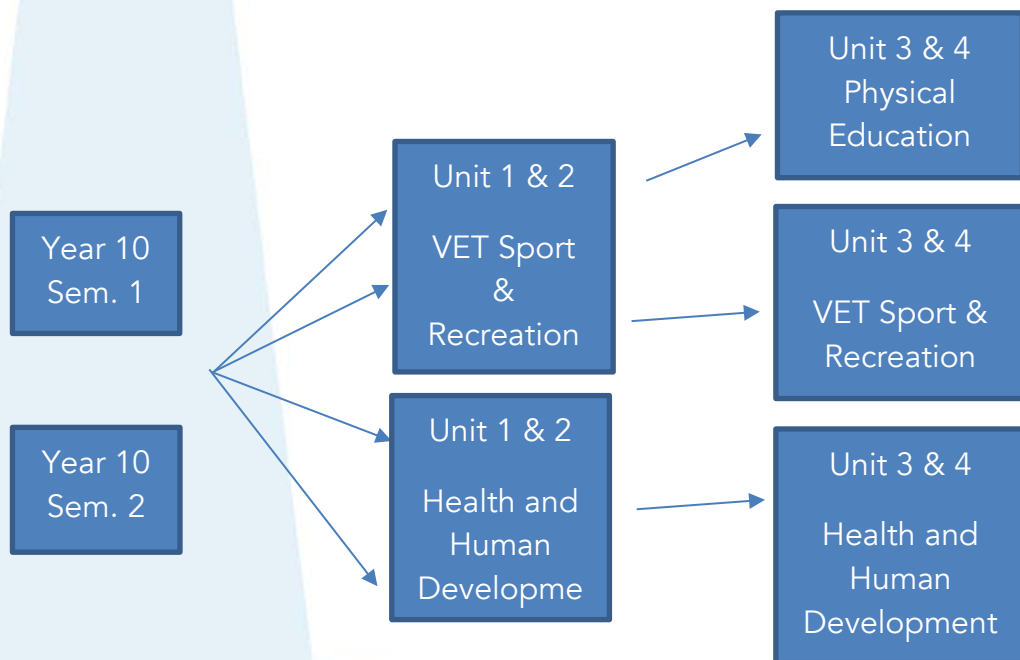 Year 10
Sem. 1
Year 10
Sem. 2
Unit 1 & 2
VET Sport
&
Recreation
Unit 1 & 2
Health and
Human
Developme
Unit 3 & 4
Physical
Education
Unit 3 & 4
VET Sport &
Recreation
Unit 3 & 4
Health and
Human
Development